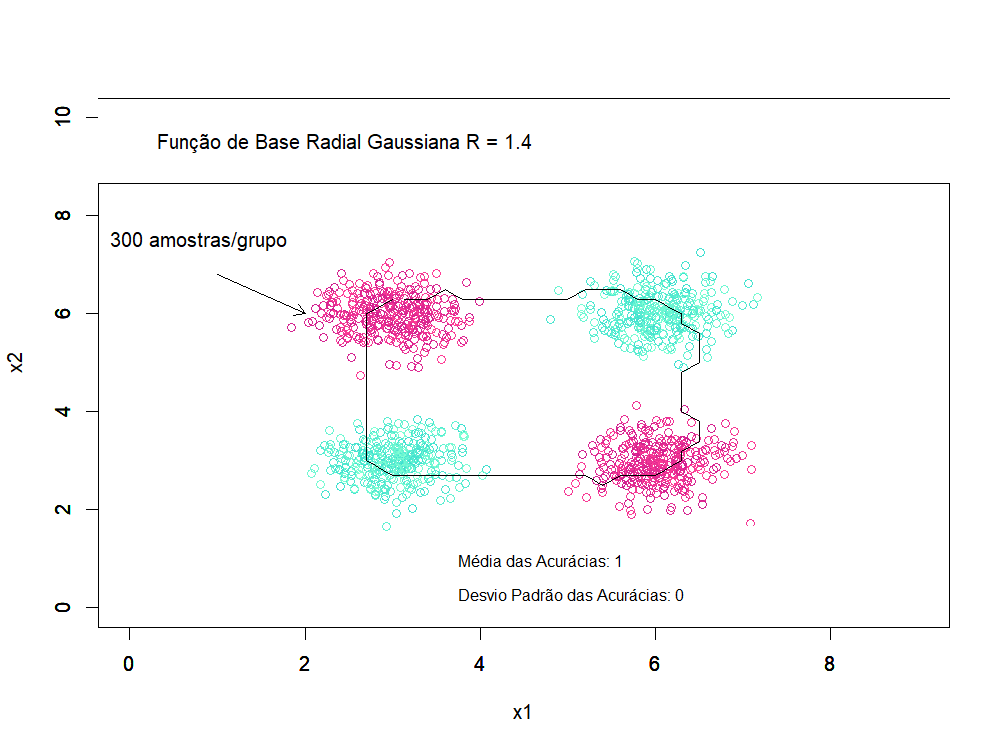 Função de Base Radial Gaussiana R = 1.4
300 amostras/grupo
Média das Acurácias: 1
Desvio Padrão das Acurácias: 0
10
8
6
4
2
0
x2
0 2 4 6 8
x1